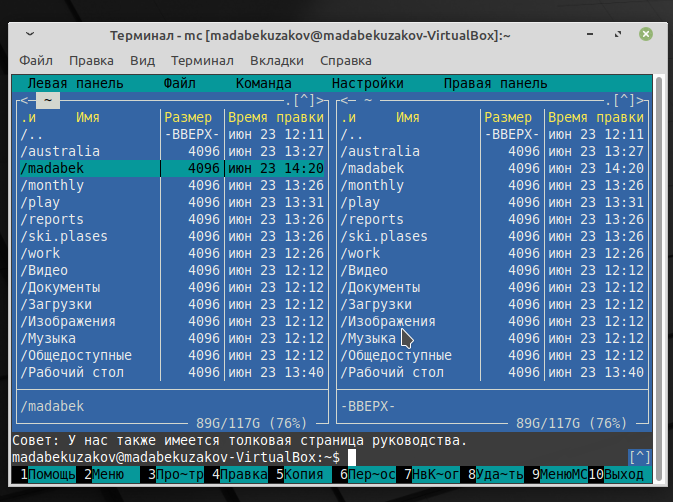 Терминал - mc [madabekuzakov@madabekuzakov-VirtualBox]:~
Файл Правка Вид Терминал Вкладки Справка
Левая панель Файл Команда Настройки Правая панель
<─ ~ .[^]> <─ ~ .[^]>
.и Имя Размер Время правки .и Имя Размер Время правки
/.. -ВВЕРХ- июн 23 12:11 /.. -ВВЕРХ- июн 23 12:11
/australia 4096 июн 23 13:27 /australia 4096 июн 23 13:27
/madabek 4096 июн 23 14:20 /madabek 4096 июн 23 14:20
/monthly 4096 июн 23 13:26 /monthly 4096 июн 23 13:26
/play 4096 июн 23 13:31 /play 4096 июн 23 13:31
/reports 4096 июн 23 13:26 /reports 4096 июн 23 13:26
/ski.plases 4096 июн 23 13:26 /ski.plases 4096 июн 23 13:26
/work 4096 июн 23 12:26 /work 4096 июн 23 12:26
/Видео 4096 июн 23 12:12 /Видео 4096 июн 23 12:12
/Документы 4096 июн 23 12:12 /Документы 4096 июн 23 12:12
/Загрузки 4096 июн 23 12:12 /Загрузки 4096 июн 23 12:12
/Изображения 4096 июн 23 12:12 /Изображения 4096 июн 23 12:12
/Музыка 4096 июн 23 12:12 /Музыка 4096 июн 23 12:12
/Общедоступные 4096 июн 23 12:12 /Общедоступные 4096 июн 23 12:12
/Рабочий стол 4096 июн 23 13:40 /Рабочий стол 4096 июн 23 13:40
/madabek -ВВЕРХ-
89G/117G (76%) 89G/117G (76%)
Совет: У нас также имеется толковая страница руководства.
madabekuzakov@madabekuzakov-VirtualBox:~$ [^]
1Помощь 2Меню 3Про~тр 4Правка 5Копия 6Пер~ос 7НвК~ог 8Уда~ть 9МенюМС 10Выход